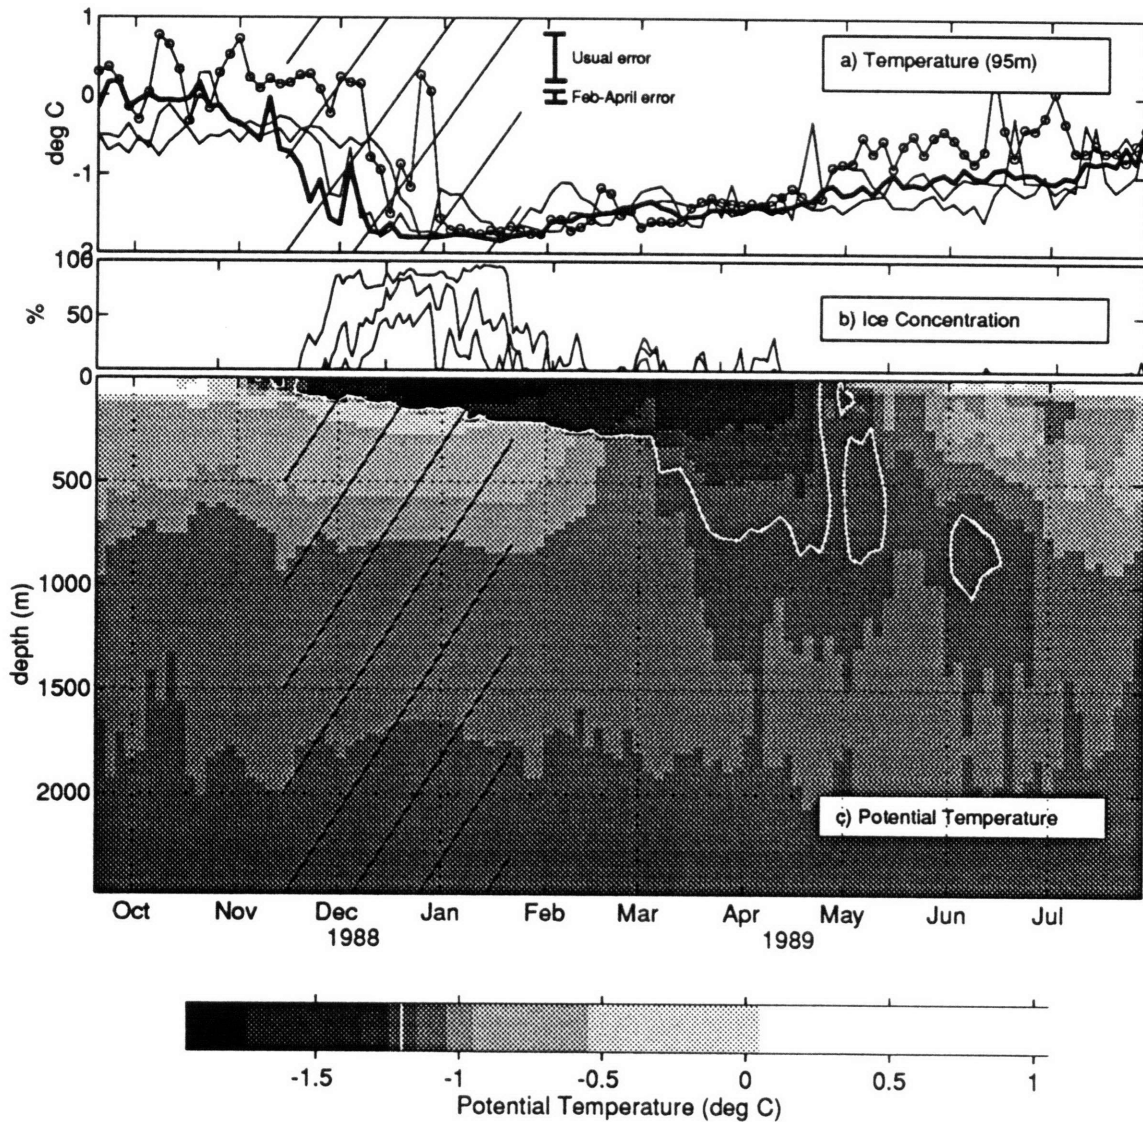 1
0
-1
-2
deg C
Usual error
Feb-April error
a) Temperature (95m)
100
50
0
%
b) Ice Concentration
500
1000
1500
2000
depth (m)
c) Potential Temperature
Oct Nov Dec Jan Feb Mar Apr May Jun Jul
1988 1989
-1.5 -1 -0.5 0 0.5 1
Potential Temperature (deg C)